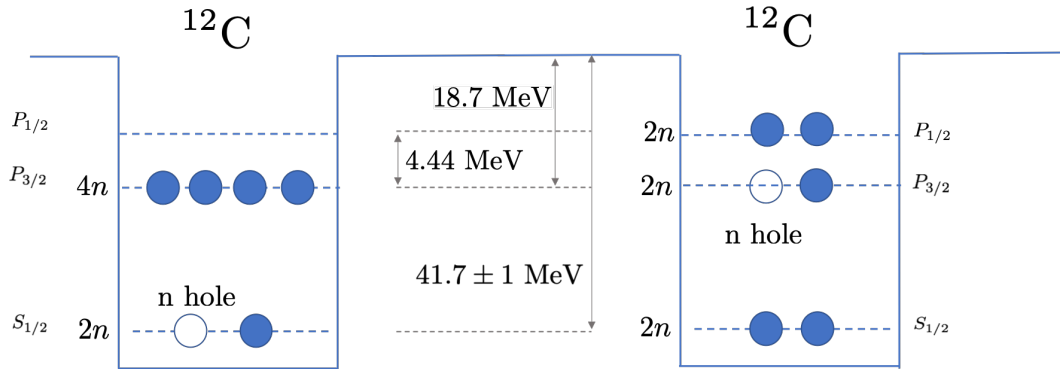 ¹²C ¹²C
18.7 MeV
P₁/₂ 2n P₁/₂
4.44 MeV
P₃/₂ 4n 2n P₃/₂
n hole
41.7 ± 1 MeV
n hole
S₁/₂ 2n 2n S₁/₂